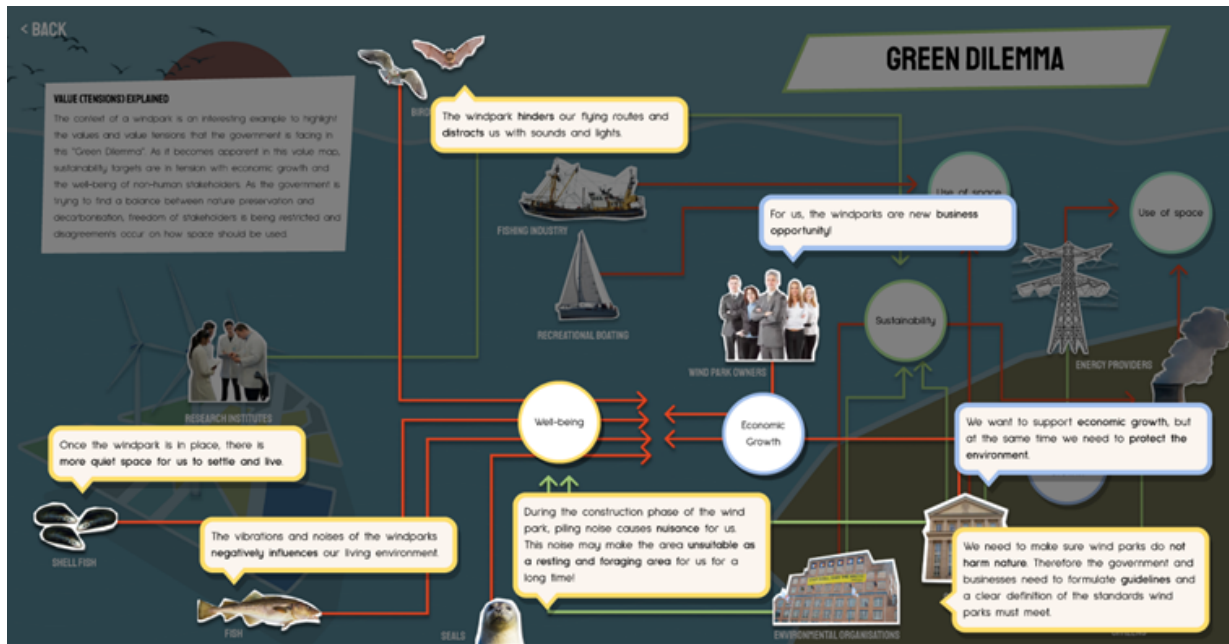 < BACK
GREEN DILEMMA
VALUE (TENSIONS) EXPLAINED
The context of a windpark is an interesting example to highlight
the values and value tensions that the government is facing in
this "Green Dilemma". As it becomes apparent in this value map,
sustainability targets are in tension with economic growth and
the well-being of non-human stakeholders. As the government is
trying to find a balance between nature preservation and
decarbonization, freedom of stakeholders is being restricted and
disagreements occur on how space should be used.
The windpark hinders our flying routes and
distracts us with sounds and lights.
FISHING INDUSTRY
Use of space
Use of space
For us, the windparks are new business
opportunity!
RECREATIONAL BOATING
Sustainability
WIND PARK OWNERS
ENERGY PROVIDERS
RESEARCH INSTITUTES
Well-being
Economic
Growth
We want to support economic growth, but
at the same time we need to protect the
environment.
Once the windpark is in place, there is
more quiet space for us to settle and live.
SHELL FISH
The vibrations and noises of the windparks
negatively influences our living environment.
During the construction phase of the wind
park, piling noise causes nuisance for us.
This noise may make the area unsuitable as
a resting and foraging area for us for a
long time!
We need to make sure wind parks do not
harm nature. Therefore the government and
businesses need to formulate guidelines and
a clear definition of the standards wind
parks must meet.
FISH
SEALS
ENVIRONMENTAL ORGANISATIONS